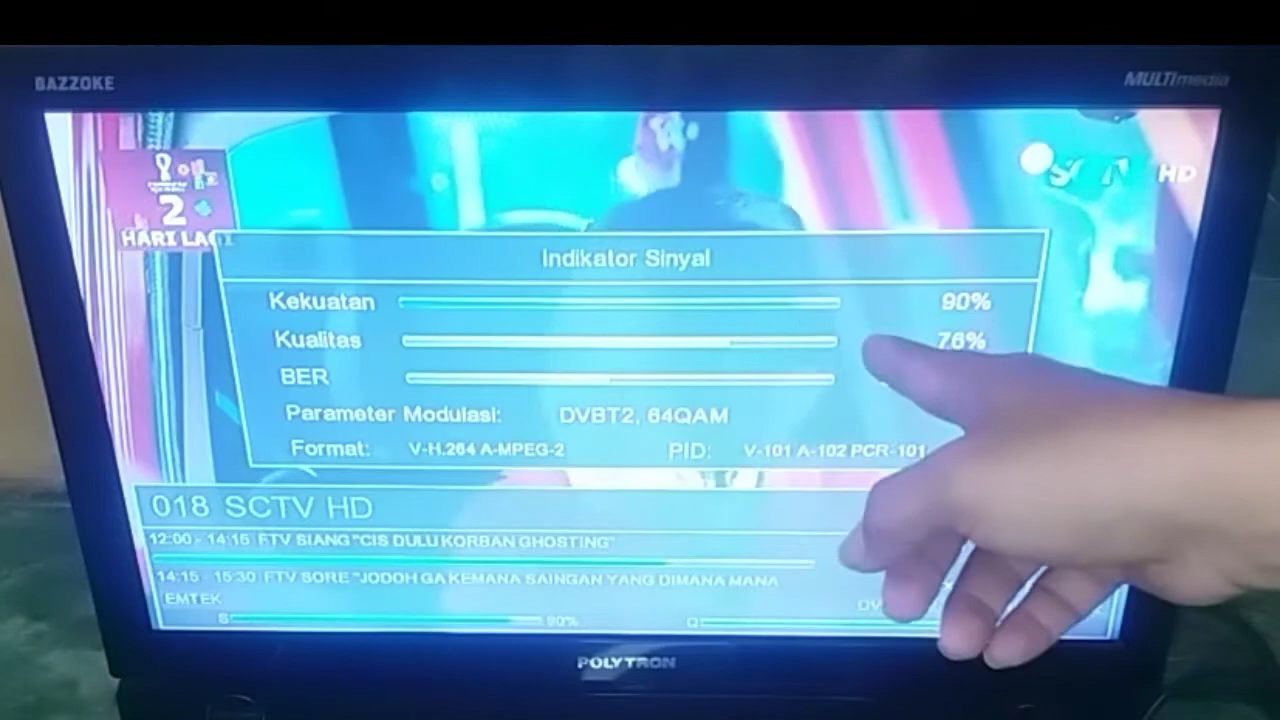 BAZZOKE
MULTImedia
2
HARI LAGI
SCTV HD
Indikator Sinyal
Kekuatan 90%
Kualitas 76%
BER
Parameter Modulasi: DVBT2, 64QAM
Format: V-H.264 A-MPEG-2 PID: V-101 A-102 PCR-101
018 SCTV HD
12:00 - 14:15 FTV SIANG "CIS DULU KORBAN GHOSTING"
14:15 - 15:30 FTV SORE "JODOH GA KEMANA SAINGAN YANG DIMANA MANA
EMTEK
S 90% Q
POLYTRON